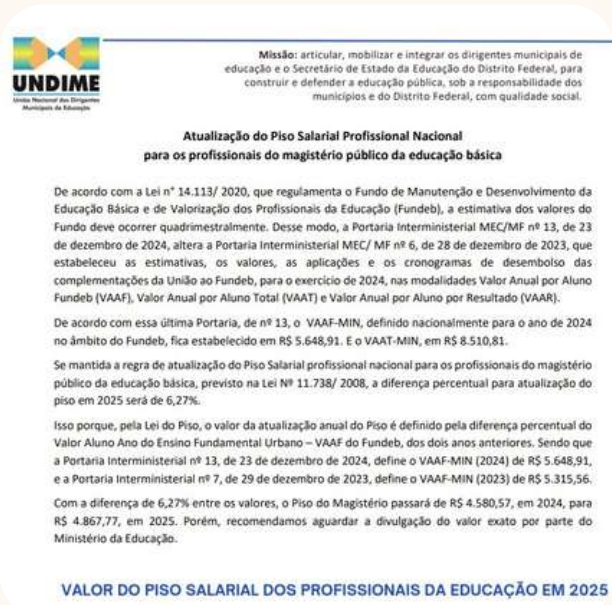 UNDIME
União Nacional dos Dirigentes
Municipais de Educação
Missão: articular, mobilizar e integrar os dirigentes municipais de
educação e o Secretário de Estado da Educação do Distrito Federal, para
construir e defender a educação pública, sob a responsabilidade dos
municípios e do Distrito Federal, com qualidade social.
Atualização do Piso Salarial Profissional Nacional
para os profissionais do magistério público da educação básica
De acordo com a Lei n° 14.113/ 2020, que regulamenta o Fundo de Manutenção e Desenvolvimento da
Educação Básica e de Valorização dos Profissionais da Educação (Fundeb), a estimativa dos valores do
Fundo deve ocorrer quadrimestralmente. Desse modo, a Portaria Interministerial MEC/MF nº 13, de 23
de dezembro de 2024, altera a Portaria Interministerial MEC/ MF nº 6, de 28 de dezembro de 2023, que
estabeleceu as estimativas, os valores, as aplicações e os cronogramas de desembolso das
complementações da União ao Fundeb, para o exercício de 2024, nas modalidades Valor Anual por Aluno
Fundeb (VAAF), Valor Anual por Aluno Total (VAAT) e Valor Anual por Aluno por Resultado (VAAR).
De acordo com essa última Portaria, de nº 13, o VAAF-MIN, definido nacionalmente para o ano de 2024
no âmbito do Fundeb, fica estabelecido em R$ 5.648,91. E o VAAT-MIN, em R$ 8.510,81.
Se mantida a regra de atualização do Piso Salarial profissional nacional para os profissionais do magistério
público da educação básica, previsto na Lei Nº 11.738/ 2008, a diferença percentual para atualização do
piso em 2025 será de 6,27%.
Isso porque, pela Lei do Piso, o valor da atualização anual do Piso é definido pela diferença percentual do
Valor Aluno Ano do Ensino Fundamental Urbano – VAAF do Fundeb, dos dois anos anteriores. Sendo que
a Portaria Interministerial nº 13, de 23 de dezembro de 2024, define o VAAF-MIN (2024) de R$ 5.648,91,
e a Portaria Interministerial nº 7, de 29 de dezembro de 2023, define o VAAF-MIN (2023) de R$ 5.315,56.
Com a diferença de 6,27% entre os valores, o Piso do Magistério passará de R$ 4.580,57, em 2024, para
R$ 4.867,77, em 2025. Porém, recomendamos aguardar a divulgação do valor exato por parte do
Ministério da Educação.
VALOR DO PISO SALARIAL DOS PROFISSIONAIS DA EDUCAÇÃO EM 2025